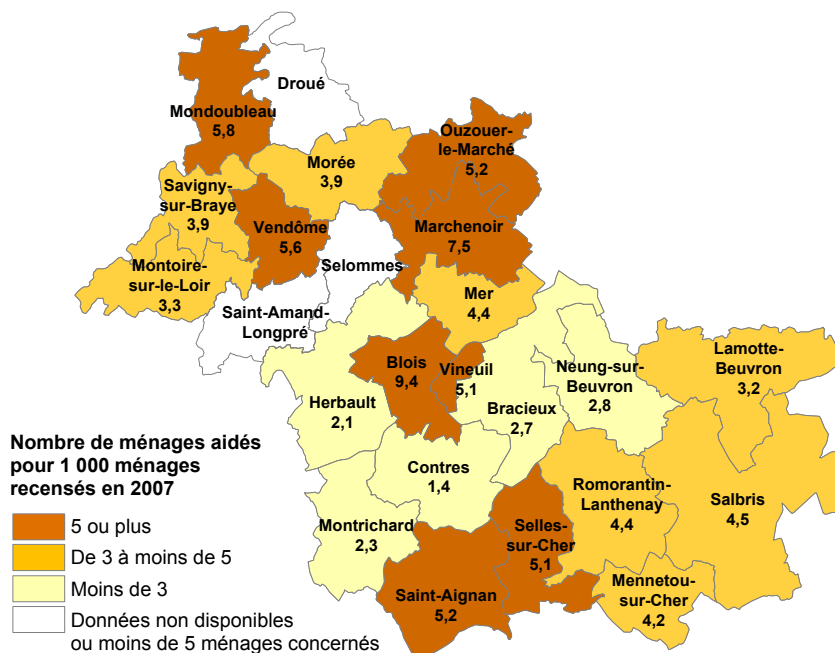 Droué
Mondoubleau
5,8
Ouzouer-
le-Marché
5,2
Morée
3,9
Savigny-
sur-Braye
3,9
Vendôme
5,6
Marchenoir
7,5
Selommes
Montoire-
sur-le-Loir
3,3
Mer
4,4
Saint-Amand-
Longpré
Blois
9,4
Vineuil
5,1
Neung-sur-
Beuvron
2,8
Lamotte-
Beuvron
3,2
Herbault
2,1
Bracieux
2,7
Contres
1,4
Romorantin-
Lanthenay
4,4
Salbris
4,5
Montrichard
2,3
Selles-
sur-Cher
5,1
Saint-Aignan
5,2
Mennetou-
sur-Cher
4,2
Nombre de ménages aidés
pour 1 000 ménages
recensés en 2007
5 ou plus
De 3 à moins de 5
Moins de 3
Données non disponibles
ou moins de 5 ménages concernés